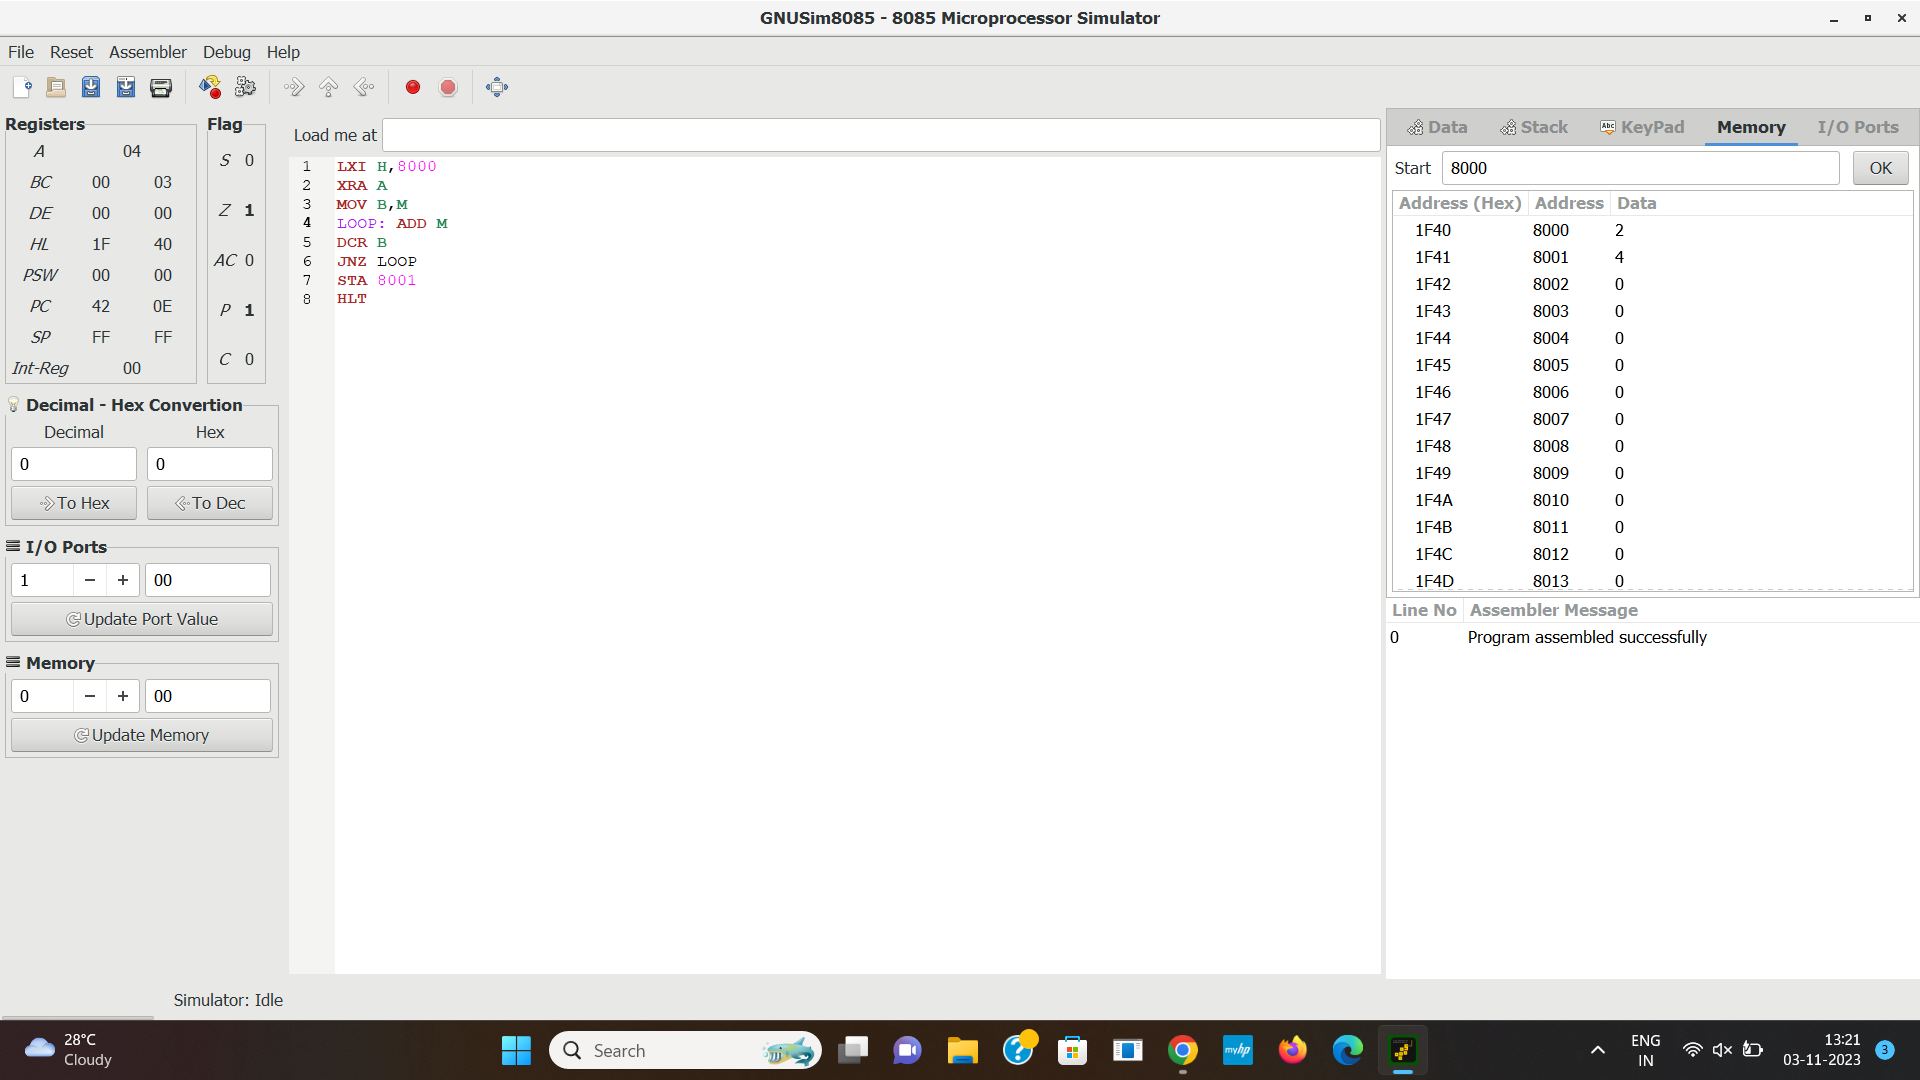 GNUSim8085 - 8085 Microprocessor Simulator
File Reset Assembler Debug Help
Registers
A 04
BC 00 03
DE 00 00
HL 1F 40
PSW 00 00
PC 42 0E
SP FF FF
Int-Reg 00
Flag
S 0
Z 1
AC 0
P 1
C 0
Decimal - Hex Convertion
Decimal Hex
0 0
To Hex To Dec
I/O Ports
1 − + 00
Update Port Value
Memory
0 − + 00
Update Memory
Load me at
1 LXI H,8000
2 XRA A
3 MOV B,M
4 LOOP: ADD M
5 DCR B
6 JNZ LOOP
7 STA 8001
8 HLT
Data Stack Abc KeyPad Memory I/O Ports
Start 8000 OK
Address (Hex) Address Data
1F40 8000 2
1F41 8001 4
1F42 8002 0
1F43 8003 0
1F44 8004 0
1F45 8005 0
1F46 8006 0
1F47 8007 0
1F48 8008 0
1F49 8009 0
1F4A 8010 0
1F4B 8011 0
1F4C 8012 0
1F4D 8013 0
Line No Assembler Message
0 Program assembled successfully
Simulator: Idle
28°C
Cloudy
Search
myhp
ENG
IN
13:21
03-11-2023
3